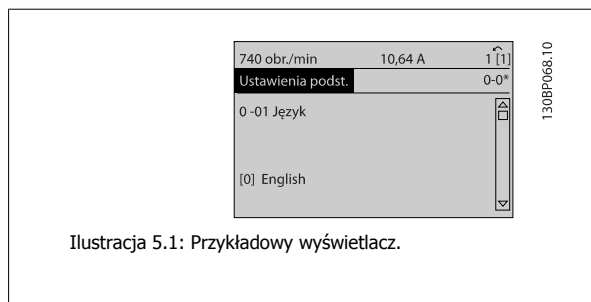 740 obr./min 10,64 A 1 [1]
Ustawienia podst. 0-0*
0 -01 Język
[0] English
130BP068.10
Ilustracja 5.1: Przykładowy wyświetlacz.